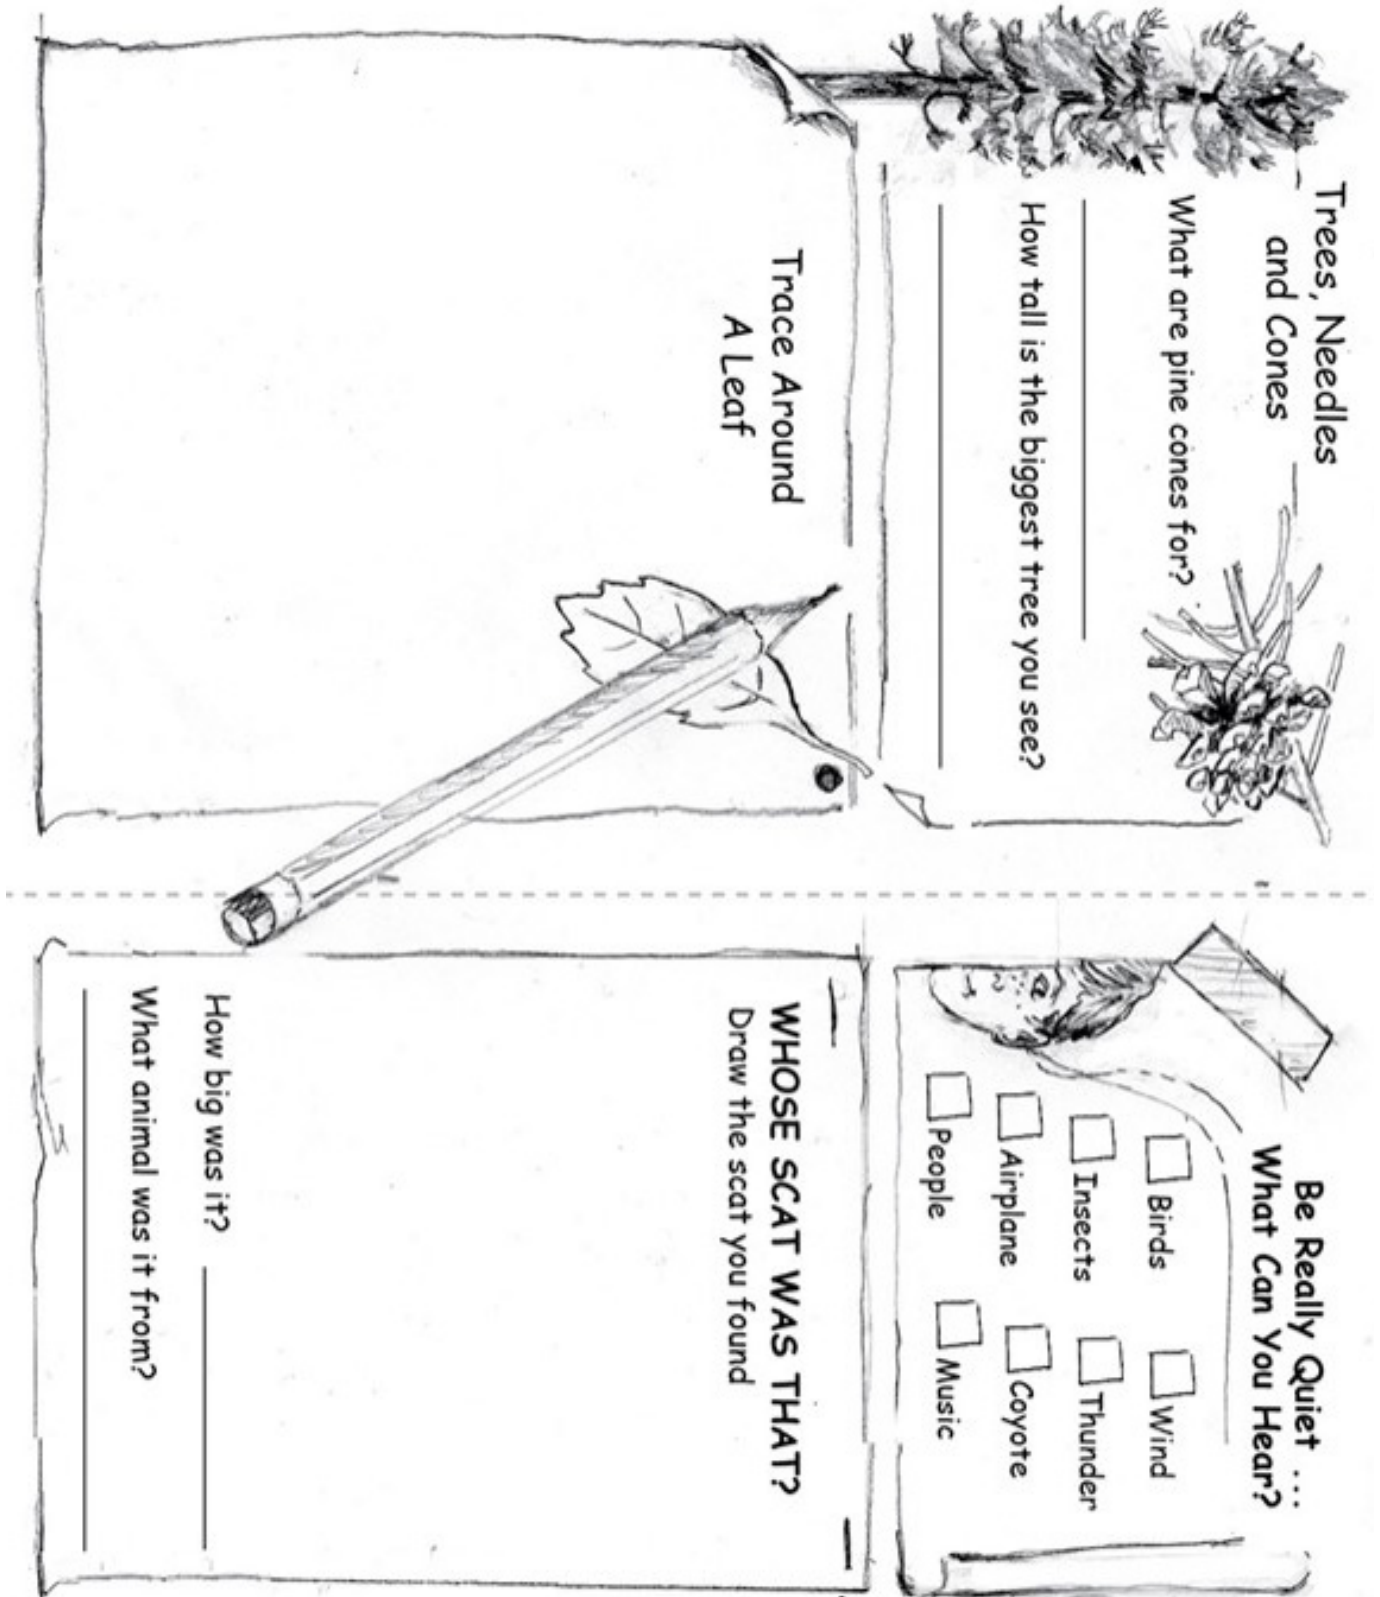 Trees, Needles
and Cones
What are pine cones for?
How tall is the biggest tree you see?
Trace Around
A Leaf
Be Really Quiet ....
What Can You Hear?
Birds
Wind
Insects
Thunder
Airplane
Coyote
People
Music
WHOSE SCAT WAS THAT?
Draw the scat you found
How big was it?
What animal was it from?